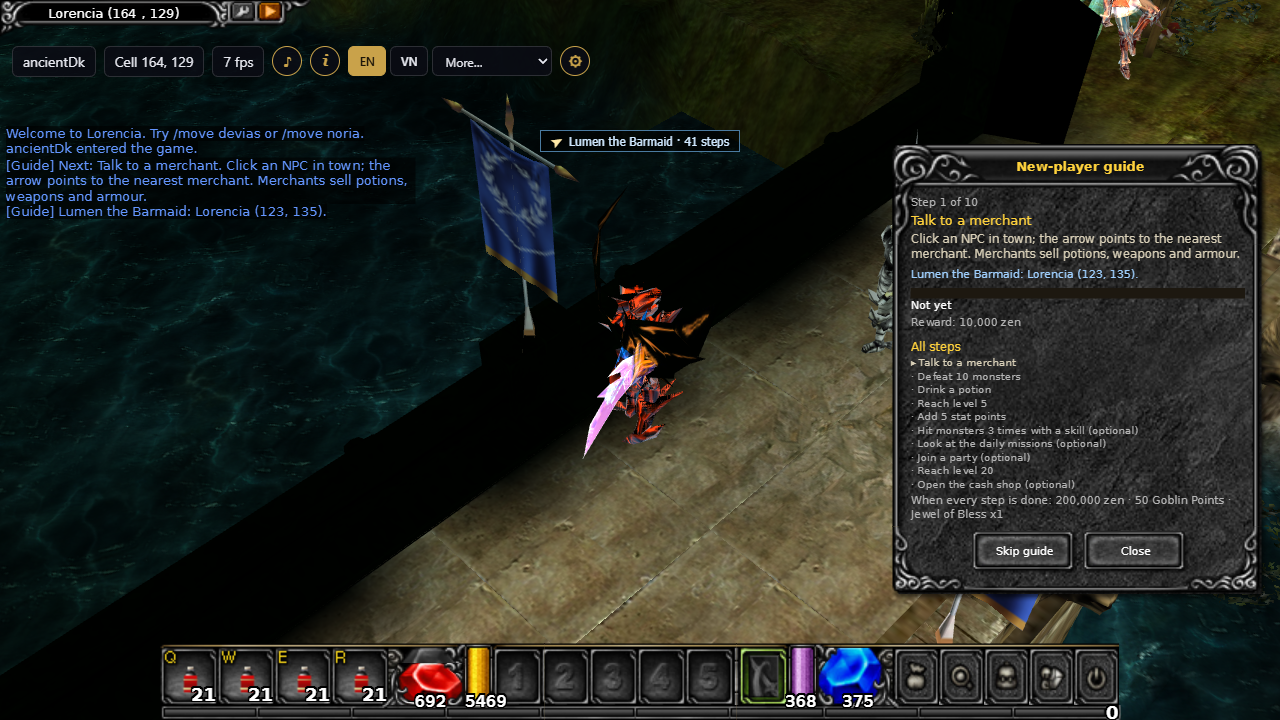 Lorencia (164 , 129)
ancientDk
Cell 164, 129
7 fps
♪
i
EN
VN
More...
Welcome to Lorencia. Try /move devias or /move noria.
ancientDk entered the game.
[Guide] Next: Talk to a merchant. Click an NPC in town; the
arrow points to the nearest merchant. Merchants sell potions,
weapons and armour.
[Guide] Lumen the Barmaid: Lorencia (123, 135).
Lumen the Barmaid · 41 steps
New-player guide
Step 1 of 10
Talk to a merchant
Click an NPC in town; the arrow points to the nearest
merchant. Merchants sell potions, weapons and armour.
Lumen the Barmaid: Lorencia (123, 135).
Not yet
Reward: 10,000 zen
All steps
▸ Talk to a merchant
· Defeat 10 monsters
· Drink a potion
· Reach level 5
· Add 5 stat points
· Hit monsters 3 times with a skill (optional)
· Look at the daily missions (optional)
· Join a party (optional)
· Reach level 20
· Open the cash shop (optional)
When every step is done: 200,000 zen · 50 Goblin Points ·
Jewel of Bless x1
Skip guide
Close
Q
21
W
21
E
21
R
21
692
5469
1
2
3
4
5
368
375
0